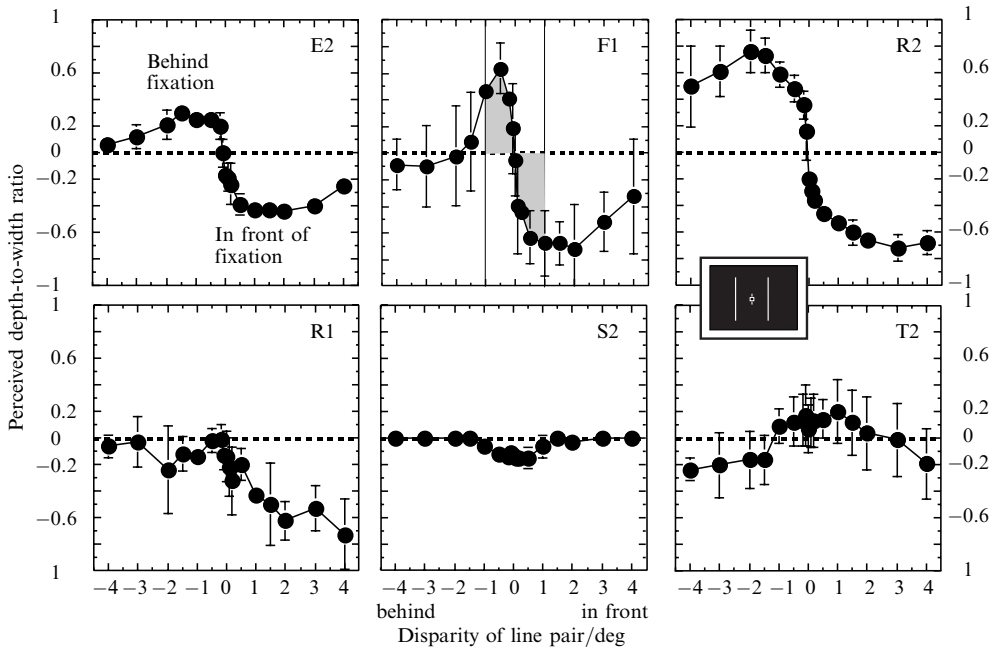 Perceived depth-to-width ratio
1
0.6
0.2
0
−0.2
−0.6
−1
E2
Behind
fixation
In front of
fixation
F1
R2
1
0.6
0.2
0
−0.2
−0.6
−1
1
0.6
0.2
0
−0.2
−0.6
1
R1
S2
T2
1
0.6
0.2
0
−0.2
−0.6
1
−4 −3 −2 −1 0 1 2 3 4
−4 −3 −2 −1 0 1 2 3 4
−4 −3 −2 −1 0 1 2 3 4
behind in front
Disparity of line pair/deg